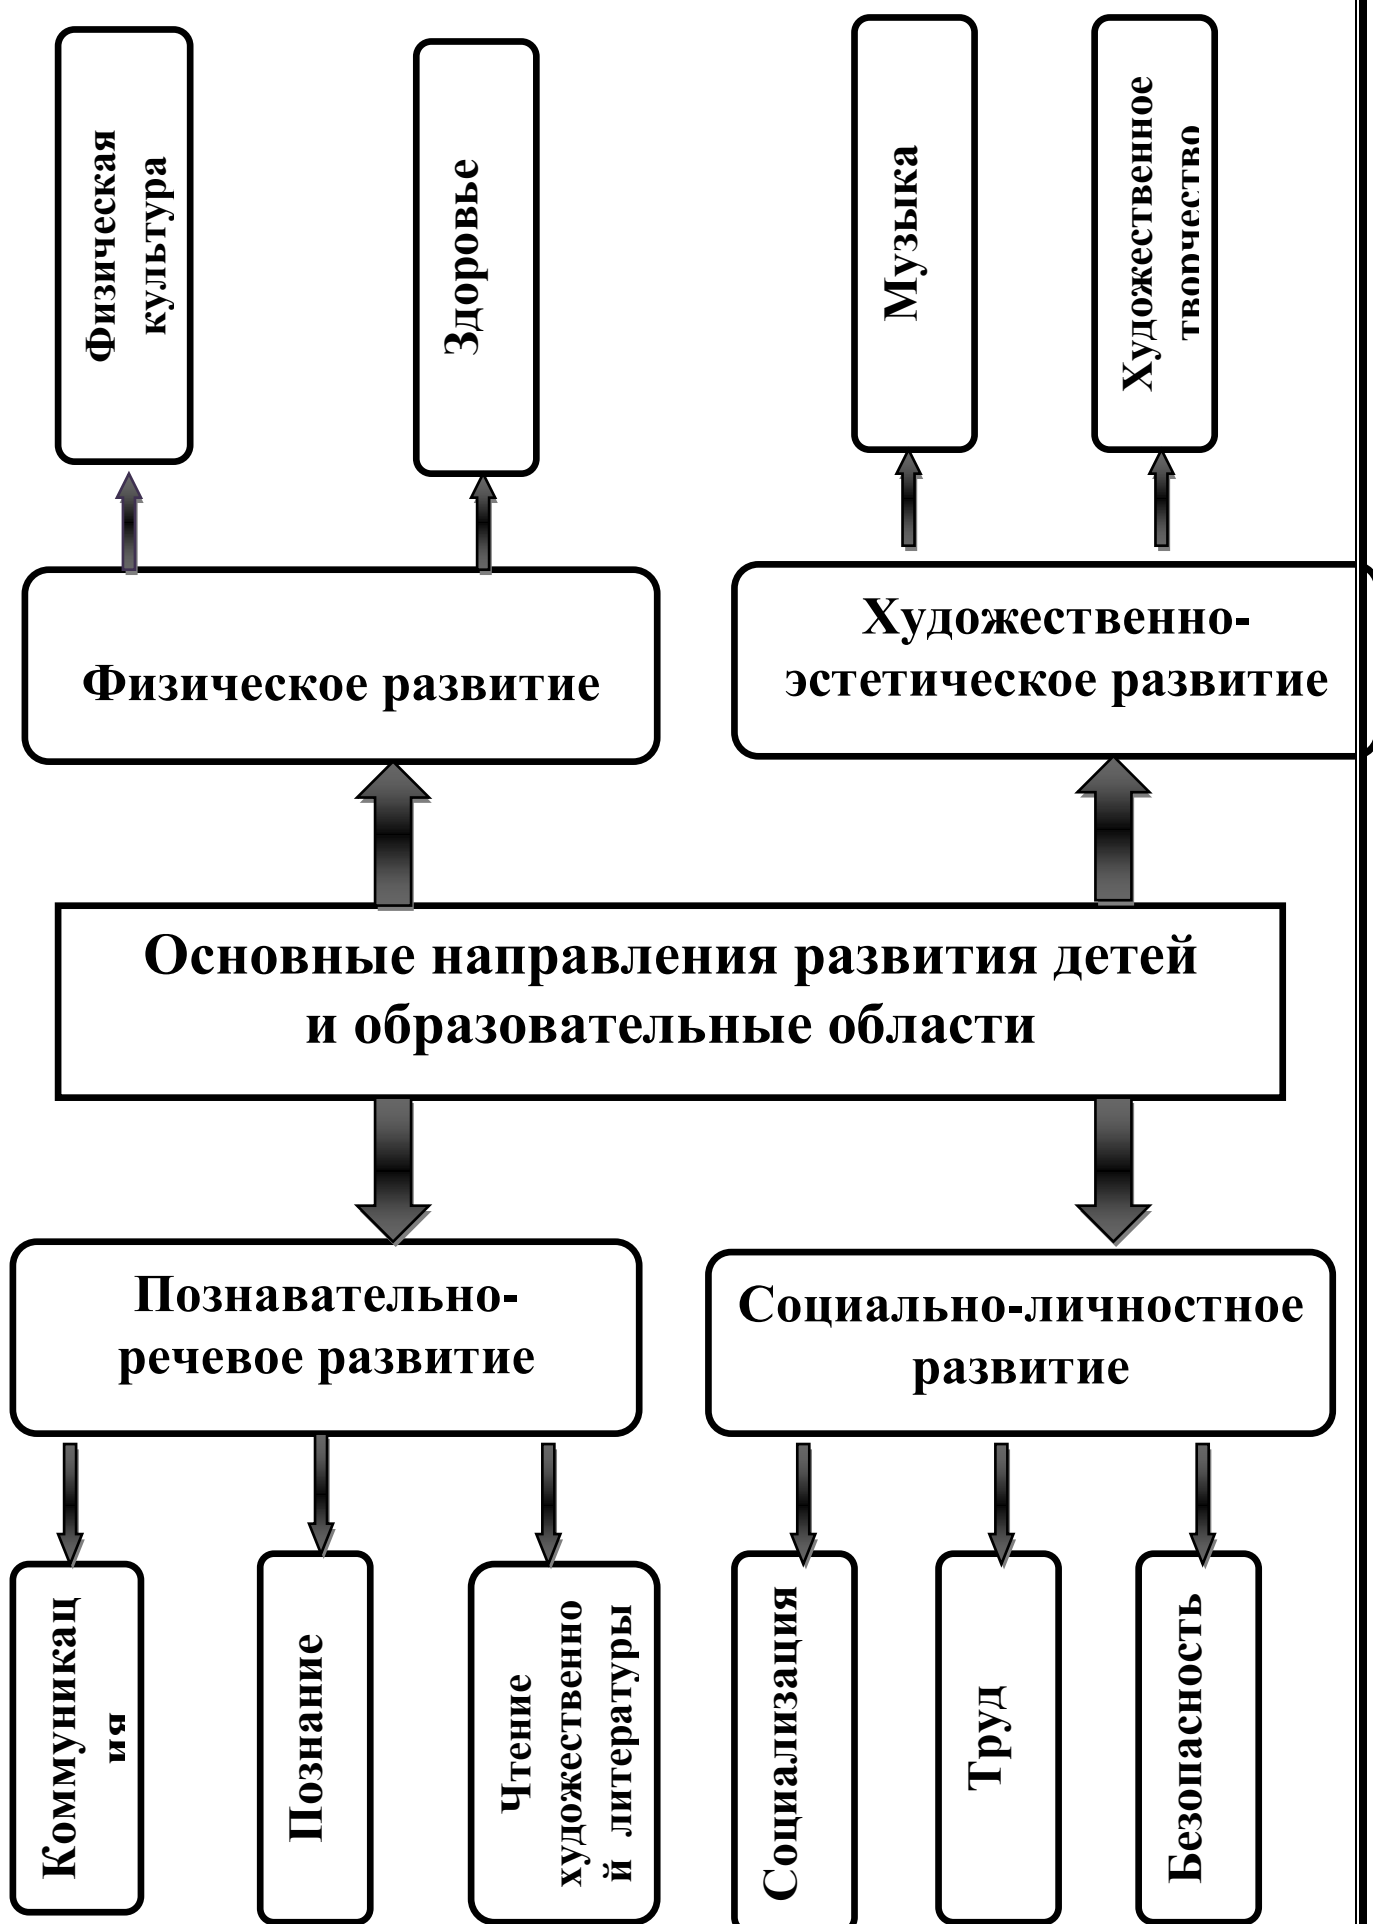 Физическая
культура
Здоровье
Музыка
Художественное
творчество
Физическое развитие
Художественно-
эстетическое развитие
Основные направления развития детей
и образовательные области
Познавательно-
речевое развитие
Социально-личностное
развитие
Коммуникац
ия
Познание
Чтение
художественно
й литературы
Социализация
Труд
Безопасность